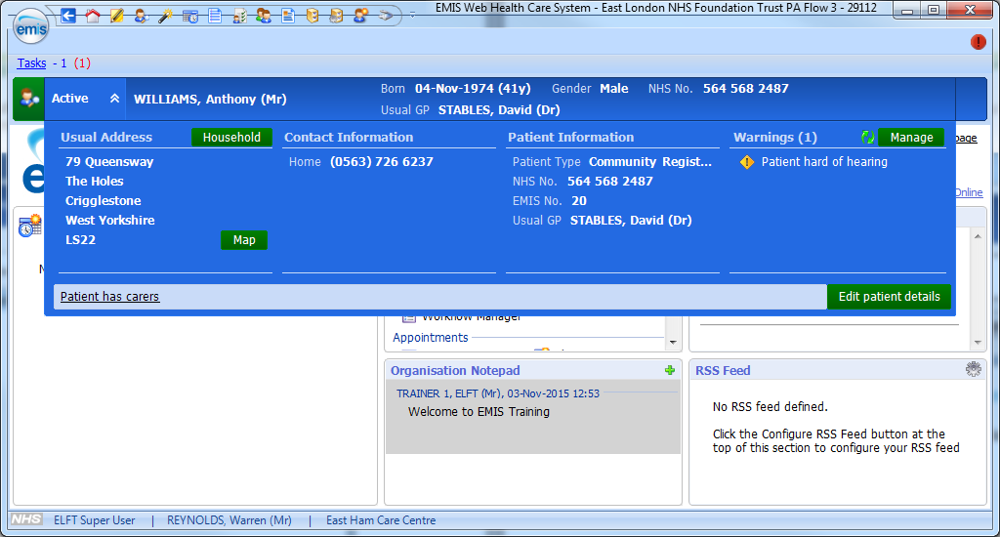 EMIS Web Health Care System - East London NHS Foundation Trust PA Flow 3 - 29112
emis
Tasks - 1 (1)
Active
WILLIAMS, Anthony (Mr)
Born 04-Nov-1974 (41y) Gender Male NHS No. 564 568 2487
Usual GP STABLES, David (Dr)
Usual Address Household
79 Queensway
The Holes
Crigglestone
West Yorkshire
LS22 Map
Contact Information
Home (0563) 726 6237
Patient Information
Patient Type Community Regist...
NHS No. 564 568 2487
EMIS No. 20
Usual GP STABLES, David (Dr)
Warnings (1) Manage
Patient hard of hearing
Patient has carers
Edit patient details
page
Online
Workflow Manager
Appointments
Organisation Notepad
TRAINER 1, ELFT (Mr), 03-Nov-2015 12:53
Welcome to EMIS Training
RSS Feed
No RSS feed defined.
Click the Configure RSS Feed button at the
top of this section to configure your RSS feed
NHS ELFT Super User | REYNOLDS, Warren (Mr) | East Ham Care Centre